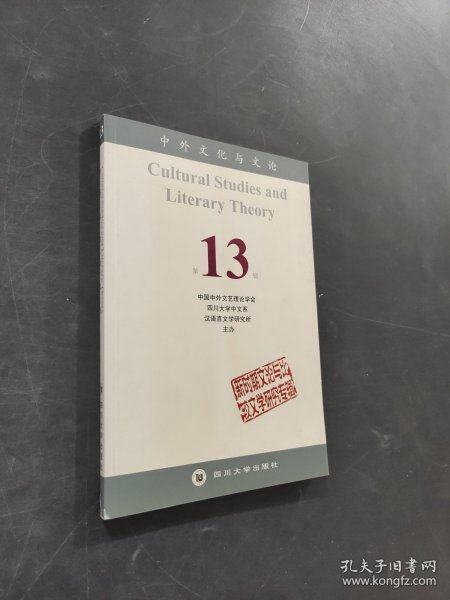 中外文化与文论
Cultural Studies and
Literary Theory
第13辑
中国中外文艺理论学会
四川大学中文系
汉语言文学研究所
主办
新时期文论与比
较文学研究专辑
四川大学出版社
孔夫子旧书网
www.kongfz.com